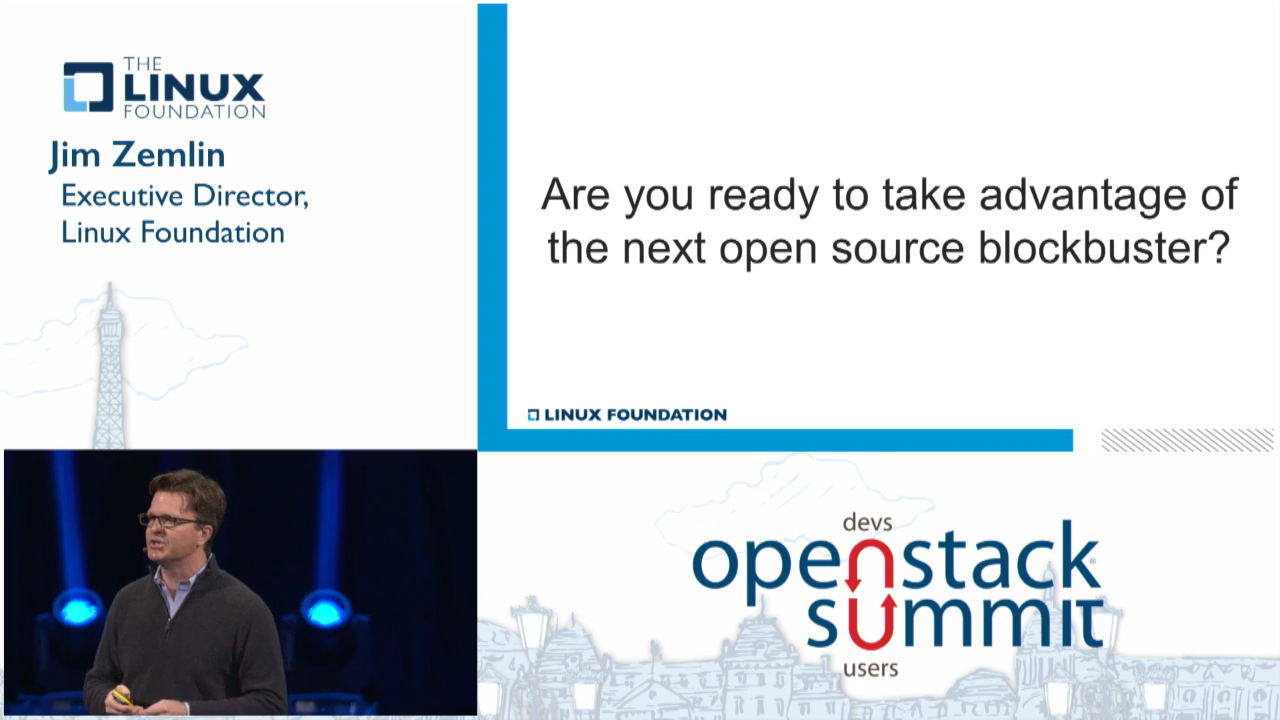 THE
LINUX
FOUNDATION
Jim Zemlin
Executive Director,
Linux Foundation
Are you ready to take advantage of
the next open source blockbuster?
LINUX FOUNDATION
devs
openstack®
summit
users